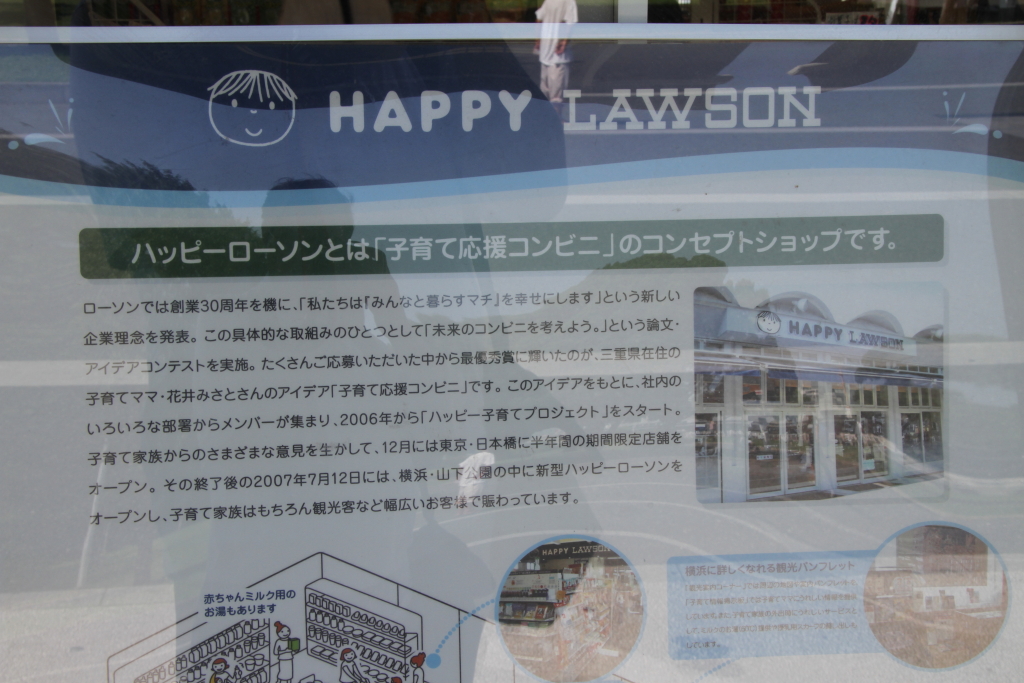 HAPPY LAWSON
ハッピーローソンとは「子育て応援コンビニ」のコンセプトショップです。
ローソンでは創業30周年を機に、「私たちは『みんなと暮らすマチ』を幸せにします」という新しい
企業理念を発表。この具体的な取組みのひとつとして「未来のコンビニを考えよう。」という論文・
アイデアコンテストを実施。たくさんご応募いただいた中から最優秀賞に輝いたのが、三重県在住の
子育てママ・花井みさとさんのアイデア「子育て応援コンビニ」です。このアイデアをもとに、社内の
いろいろな部署からメンバーが集まり、2006年から「ハッピー子育てプロジェクト」をスタート。
子育て家族からのさまざまな意見を生かして、12月には東京・日本橋に半年間の期間限定店舗を
オープン。その終了後の2007年7月12日には、横浜・山下公園の中に新型ハッピーローソンを
オープンし、子育て家族はもちろん観光客など幅広いお客様で賑わっています。
HAPPY LAWSON
赤ちゃんミルク用の
お湯もあります
HAPPY LAWSON
横浜に詳しくなれる観光パンフレット
しています。